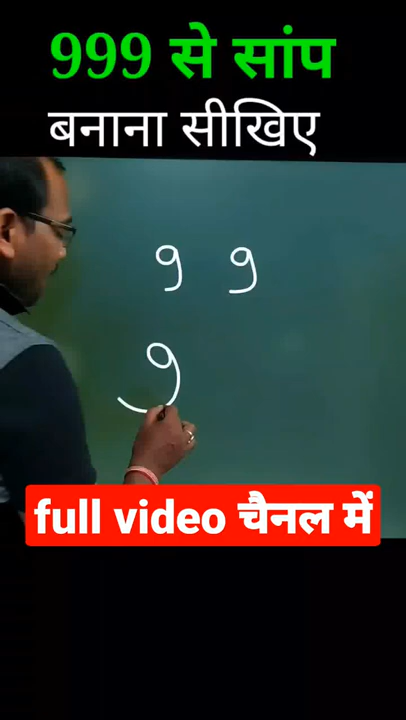 999 से सांप
बनाना सीखिए
9 9
9
full video चैनल में